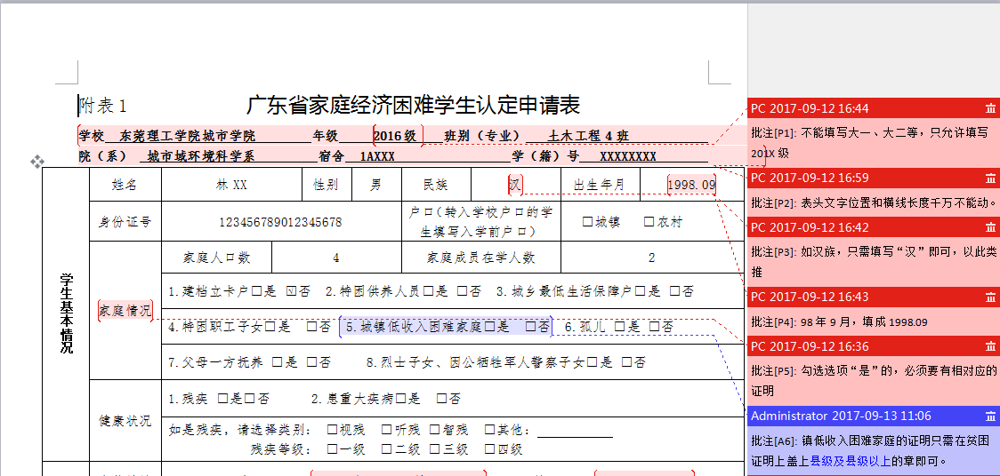 附表1 广东省家庭经济困难学生认定申请表
学校 东莞理工学院城市学院 年级 2016级 班别（专业） 土木工程4班
院（系） 城市域环境科学系 宿舍 1AXXX 学（籍）号 XXXXXXXX
学生基本情况
姓名 林XX 性别 男 民族 汉 出生年月 1998.09
身份证号 123456789012345678 户口（转入学校户口的学
生填写入学前户口） □城镇 □农村
家庭情况
家庭人口数 4 家庭成员在学人数 2
1.建档立卡户□是 ☑否 2.特困供养人员□是 □否 3.城乡最低生活保障户□是 □否
4.特困职工子女□是 □否 5.城镇低收入困难家庭□是 □否 6.孤儿 □是 □否
7.父母一方抚养 □是 □否 8.烈士子女、因公牺牲军人警察子女□是 □否
健康状况
1.残疾 □是□否 2.患重大疾病□是 □否
如是残疾，请选择类别： □视残 □听残 □智残 □其他：
残疾等级： □一级 □二级 □三级 □四级
PC 2017-09-12 16:44
批注[P1]: 不能填写大一、大二等，只允许填写
201X 级
PC 2017-09-12 16:59
批注[P2]: 表头文字位置和横线长度千万不能动。
PC 2017-09-12 16:42
批注[P3]: 如汉族，只需填写“汉”即可，以此类
推
PC 2017-09-12 16:43
批注[P4]: 98 年 9 月，填成 1998.09
PC 2017-09-12 16:36
批注[P5]: 勾选选项“是”的，必须要有相对应的
证明
Administrator 2017-09-13 11:06
批注[A6]: 镇低收入困难家庭的证明只需在贫困
证明上盖上县级及县级以上的章即可。